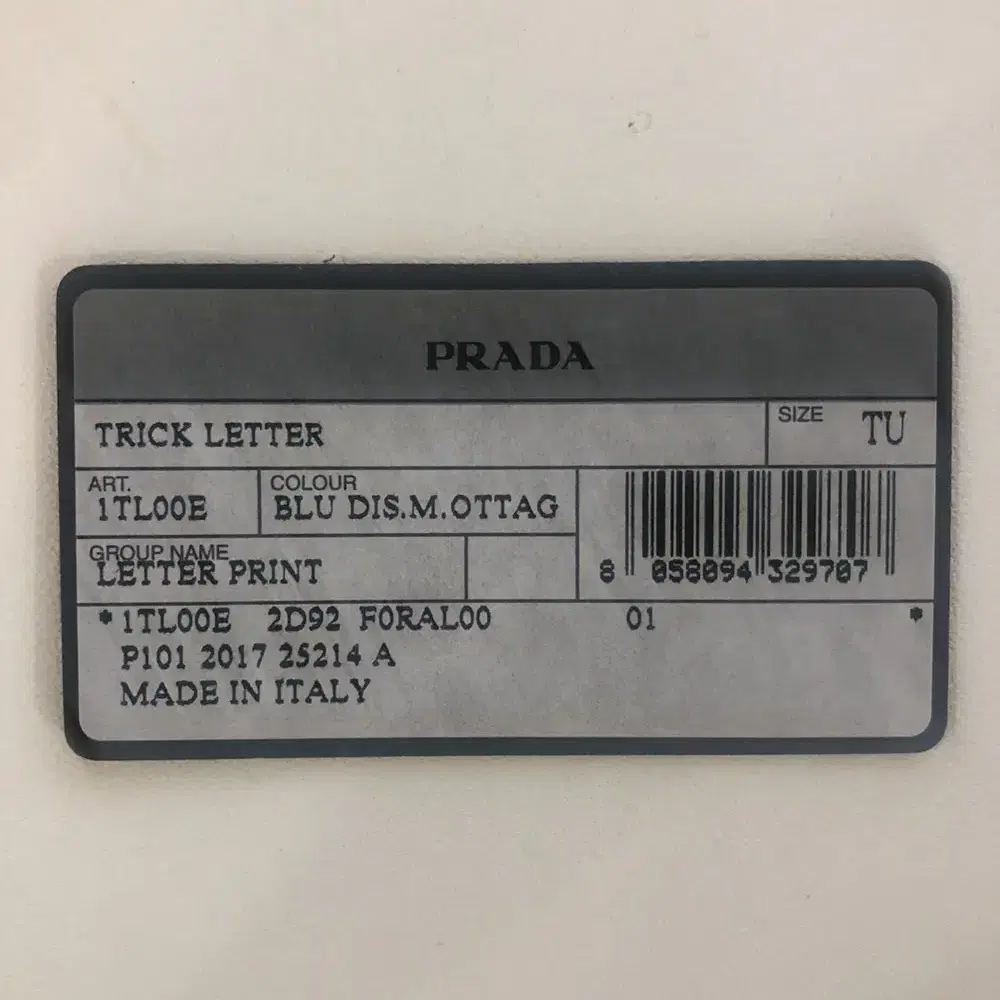 PRADA
TRICK LETTER
SIZE TU
ART. 1TL00E
COLOUR BLU DIS.M.OTTAG
GROUP NAME
LETTER PRINT
8 058094 329707
* 1TL00E 2D92 F0RAL00 01 *
P101 2017 25214 A
MADE IN ITALY